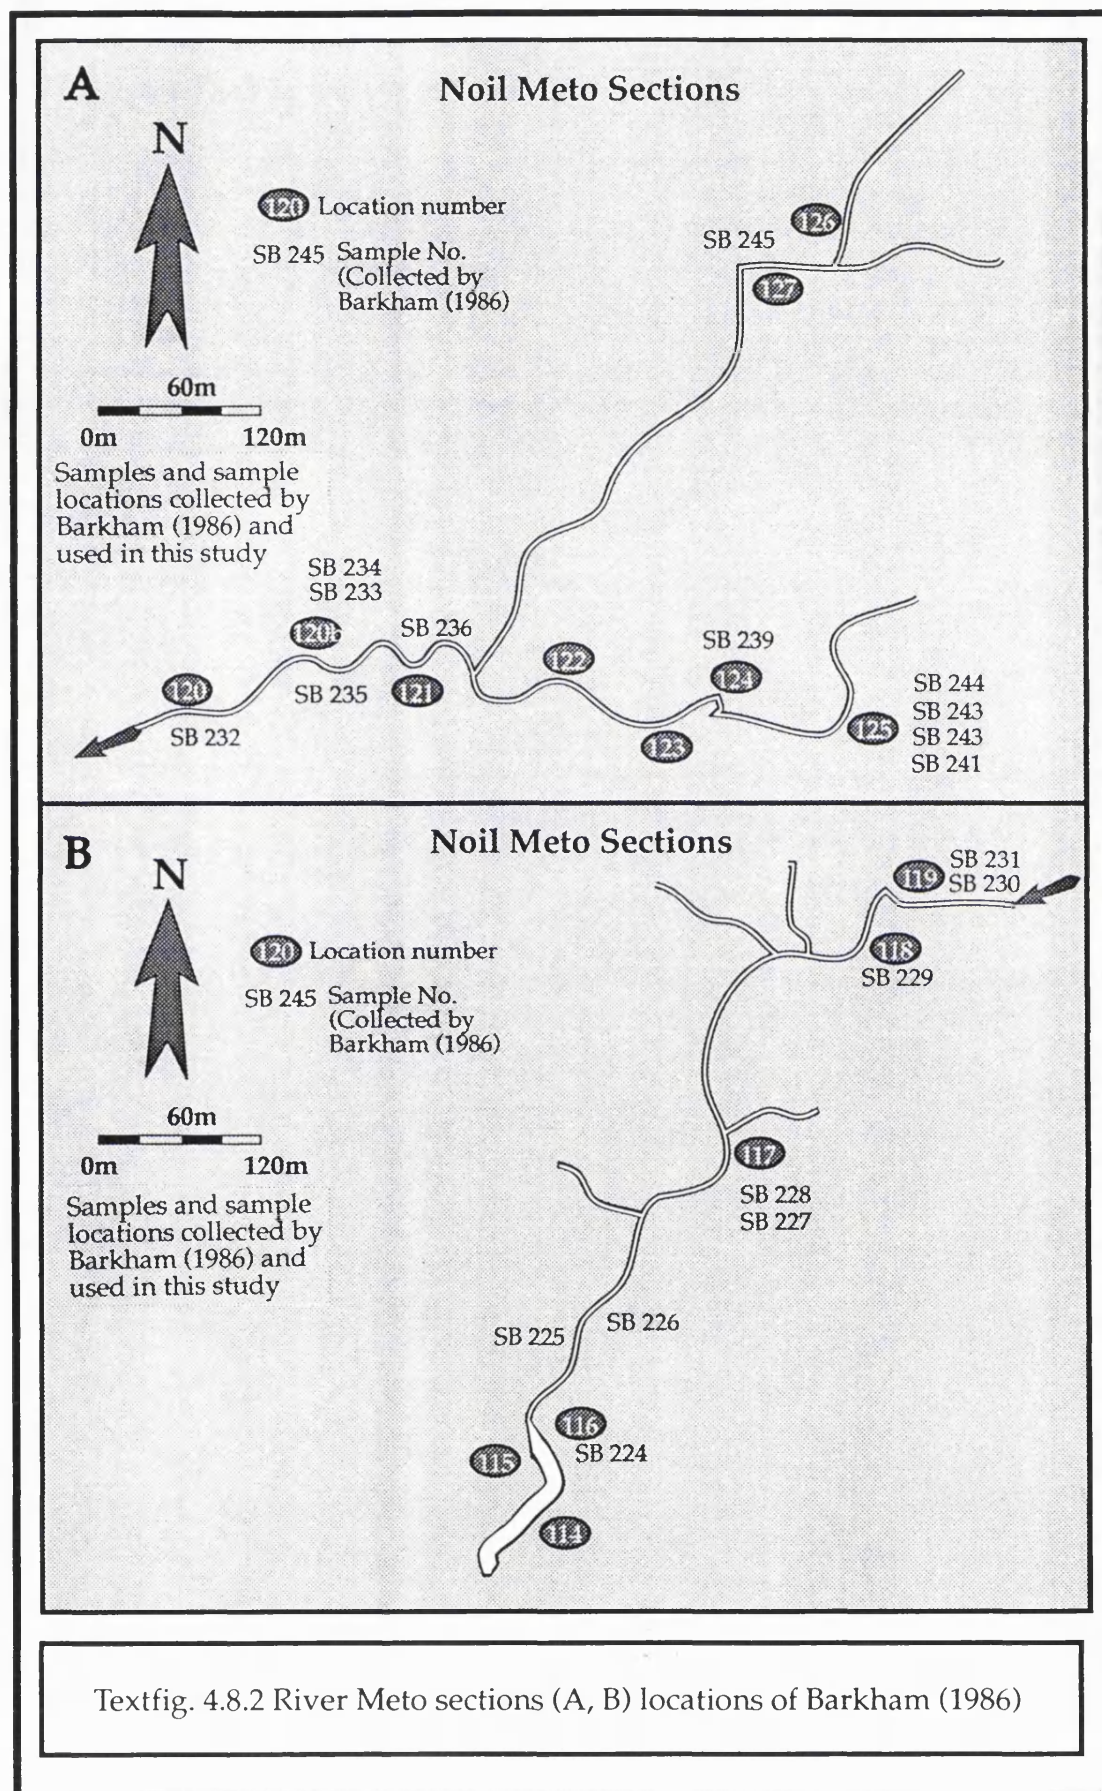 A
Noil Meto Sections
N
120 Location number
SB 245 Sample No.
(Collected by
Barkham (1986)
60m
0m 120m
Samples and sample
locations collected by
Barkham (1986) and
used in this study
126
SB 245
127
SB 234
SB 233
120b
SB 236
122
SB 239
124
120
SB 235
121
SB 232
123
125
SB 244
SB 243
SB 243
SB 241
B
Noil Meto Sections
N
120 Location number
SB 245 Sample No.
(Collected by
Barkham (1986)
60m
0m 120m
Samples and sample
locations collected by
Barkham (1986) and
used in this study
119
SB 231
SB 230
118
SB 229
117
SB 228
SB 227
SB 226
SB 225
116
SB 224
115
114
Textfig. 4.8.2 River Meto sections (A, B) locations of Barkham (1986)